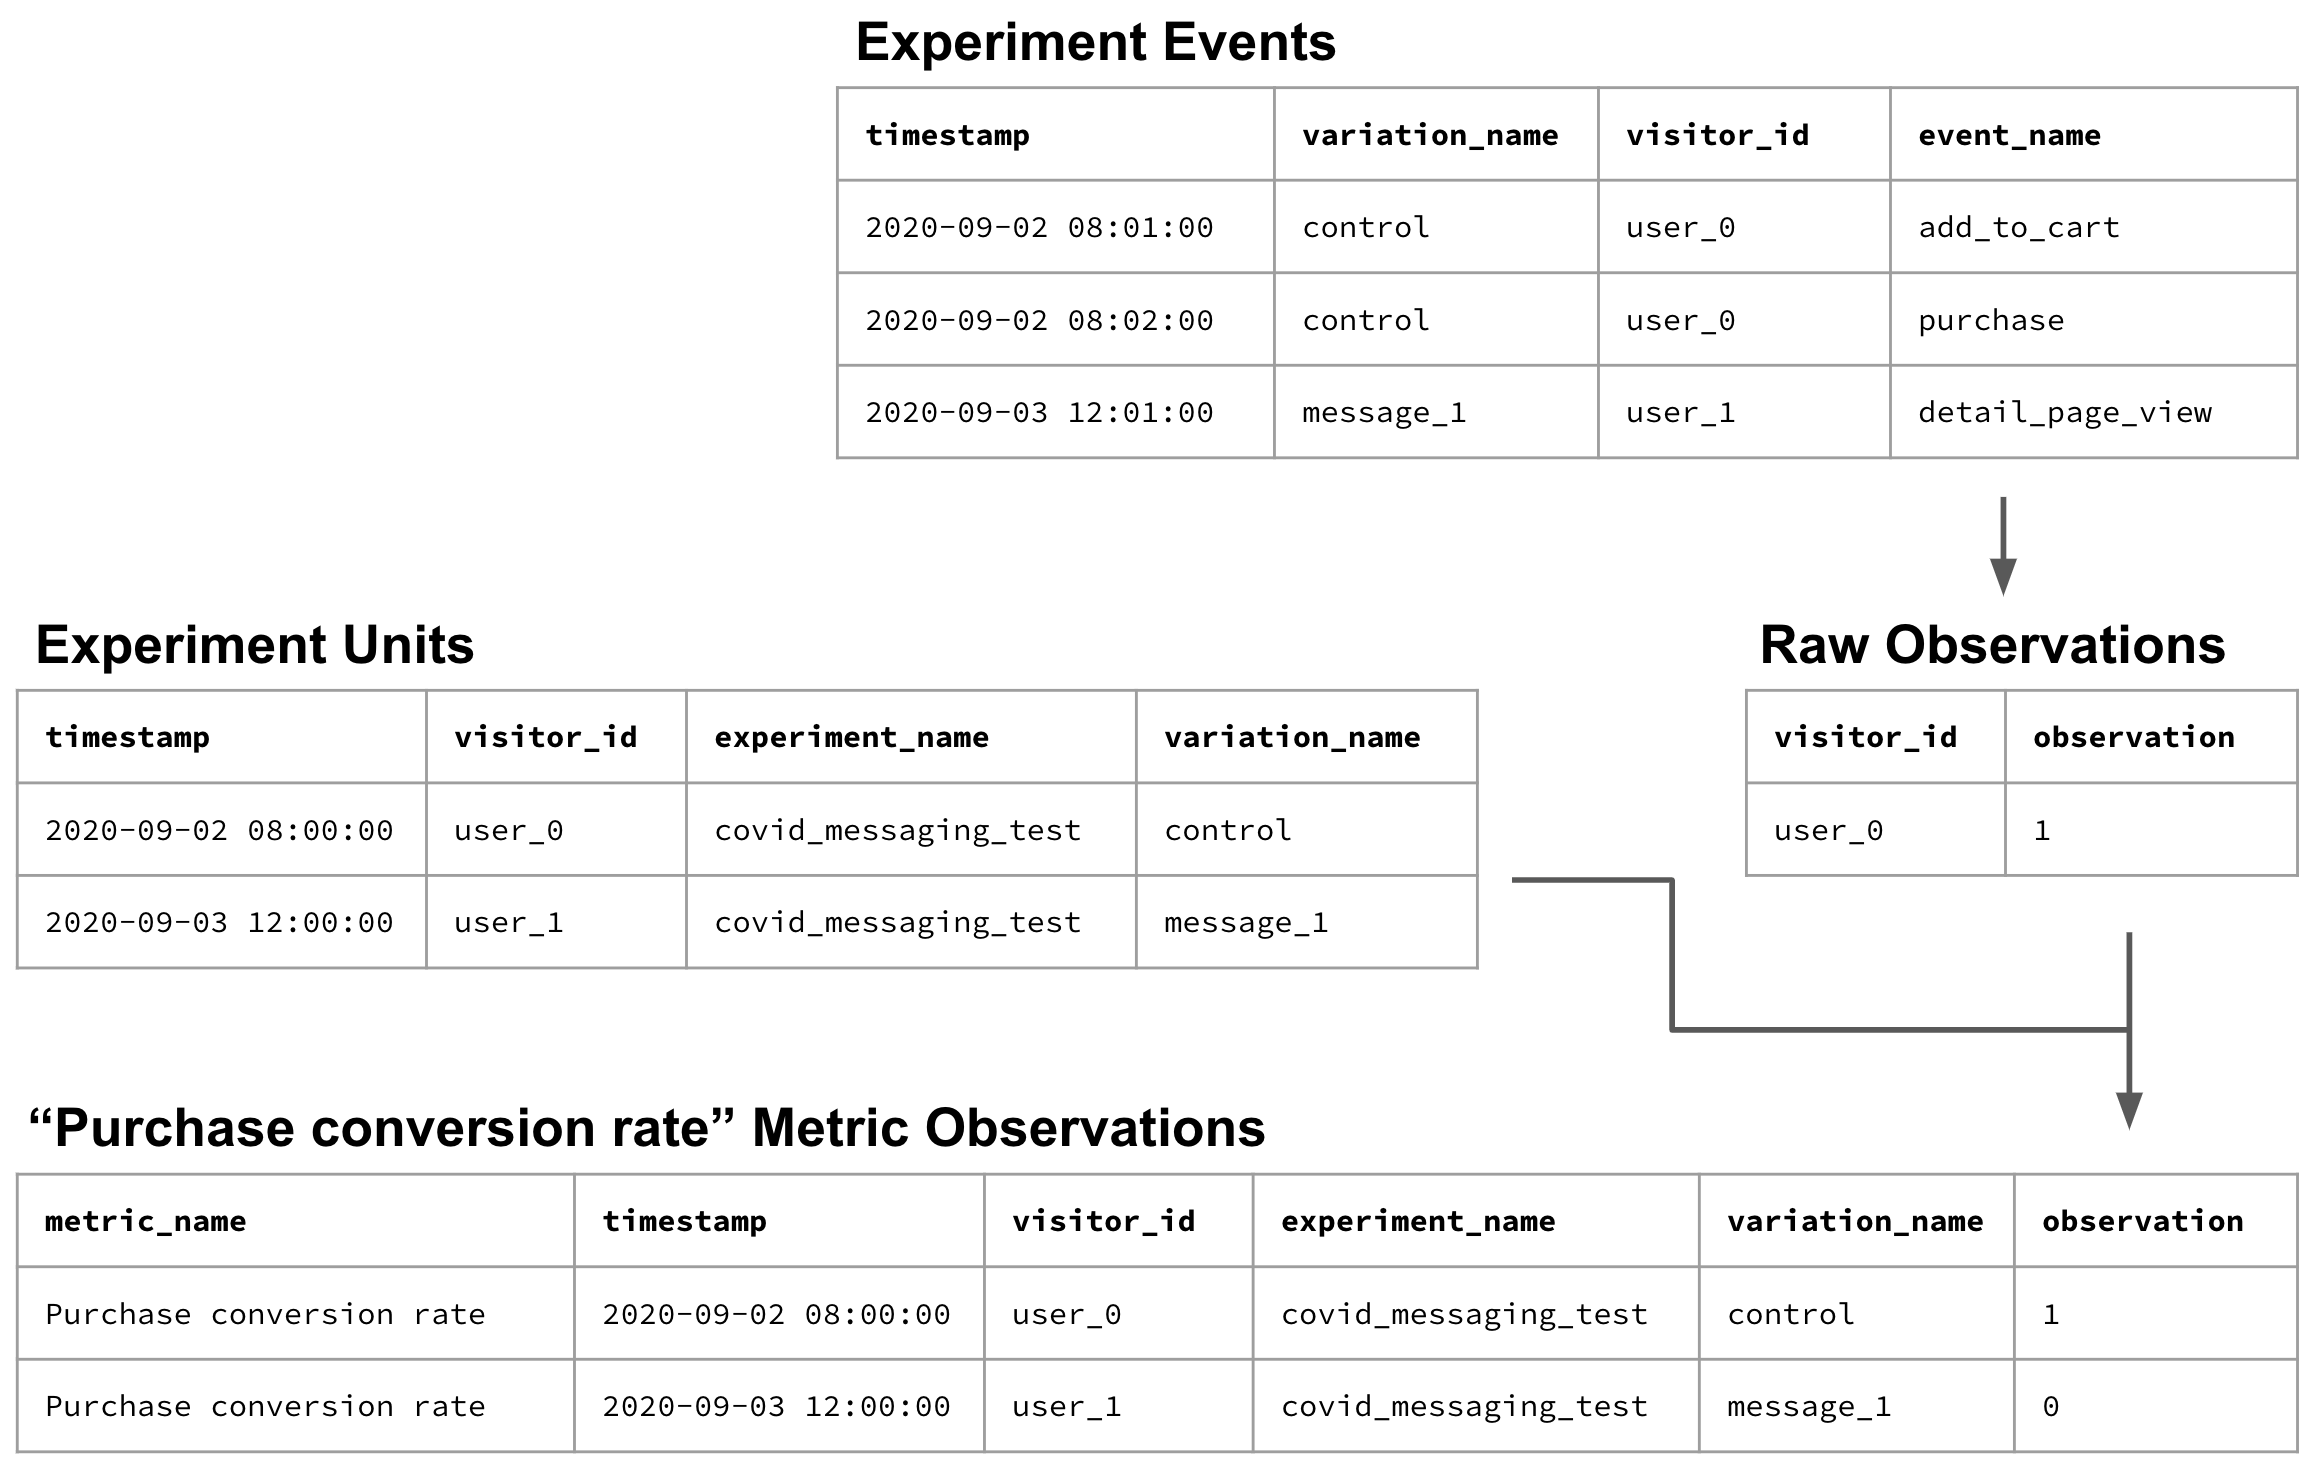 Experiment Events
timestamp variation_name visitor_id event_name
2020-09-02 08:01:00 control user_0 add_to_cart
2020-09-02 08:02:00 control user_0 purchase
2020-09-03 12:01:00 message_1 user_1 detail_page_view
Experiment Units
timestamp visitor_id experiment_name variation_name
2020-09-02 08:00:00 user_0 covid_messaging_test control
2020-09-03 12:00:00 user_1 covid_messaging_test message_1
Raw Observations
visitor_id observation
user_0 1
“Purchase conversion rate” Metric Observations
metric_name timestamp visitor_id experiment_name variation_name observation
Purchase conversion rate 2020-09-02 08:00:00 user_0 covid_messaging_test control 1
Purchase conversion rate 2020-09-03 12:00:00 user_1 covid_messaging_test message_1 0